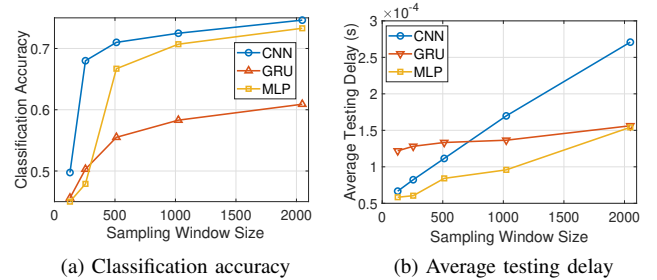 ×10⁻⁴
0.7
0.6
0.5
Classification Accuracy
CNN
GRU
MLP
0 500 1000 1500 2000
Sampling Window Size
(a) Classification accuracy
3
2.5
2
1.5
1
0.5
Average Testing Delay (s)
CNN
GRU
MLP
0 500 1000 1500 2000
Sampling Window Size
(b) Average testing delay